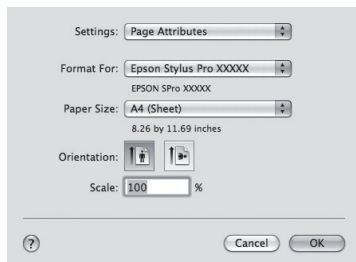 Settings: Page Attributes
Format For: Epson Stylus Pro XXXXX
EPSON SPro XXXXX
Paper Size: A4 (Sheet)
8.26 by 11.69 inches
Orientation:
Scale: 100 %
? Cancel OK